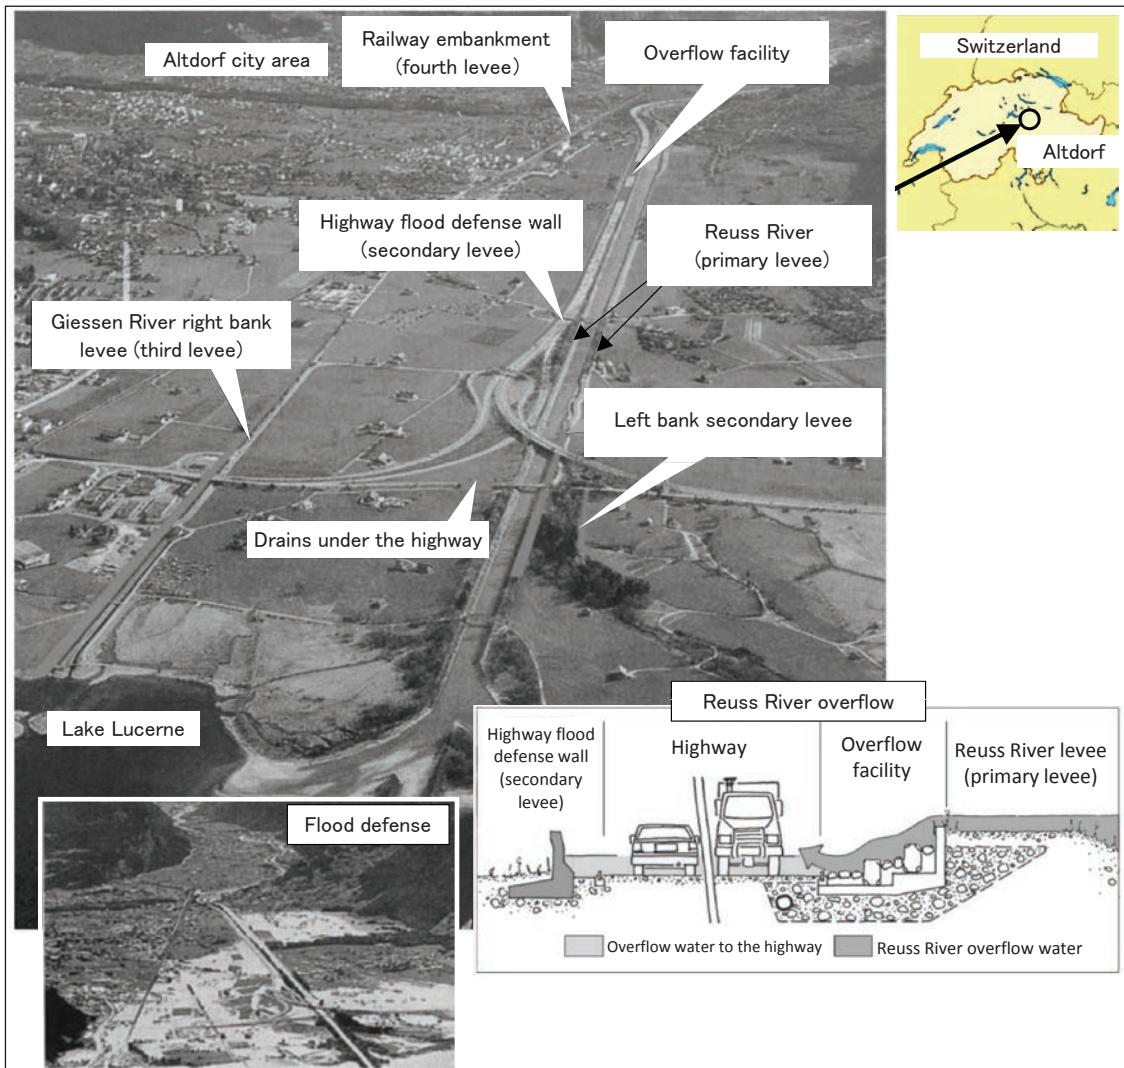 Altdorf city area
Railway embankment
(fourth levee)
Overflow facility
Switzerland
Altdorf
Highway flood defense wall
(secondary levee)
Reuss River
(primary levee)
Giessen River right bank
levee (third levee)
Left bank secondary levee
Drains under the highway
Lake Lucerne
Flood defense
Reuss River overflow
Highway flood
defense wall
(secondary
levee)
Highway
Overflow
facility
Reuss River levee
(primary levee)
Overflow water to the highway
Reuss River overflow water